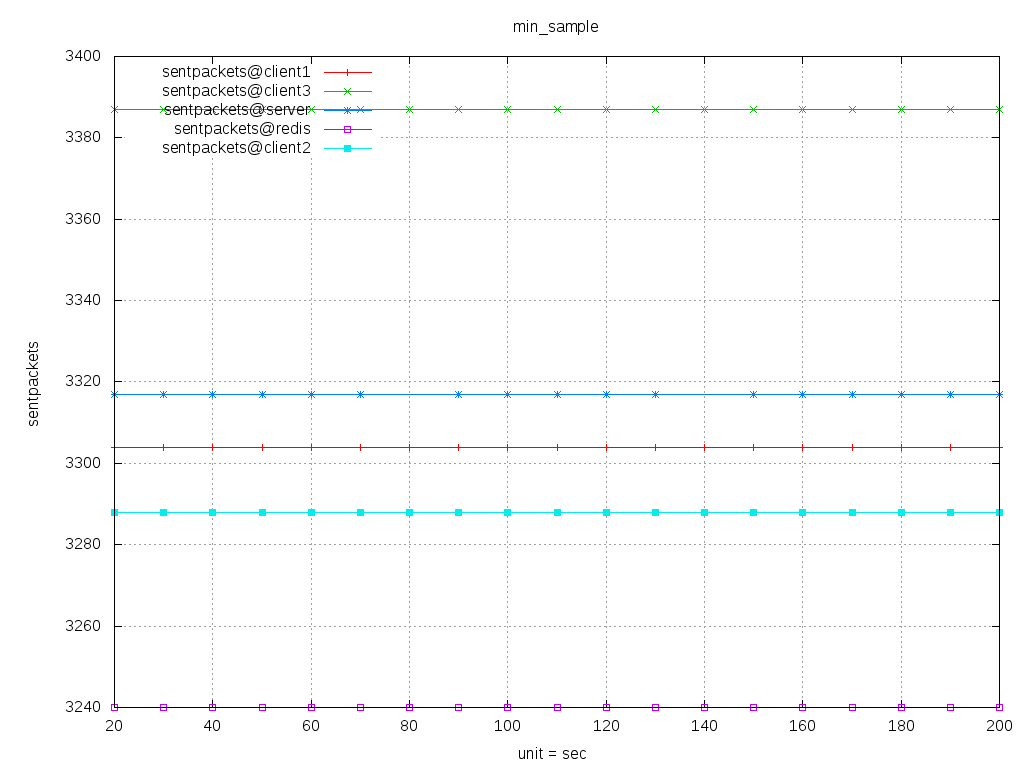 min_sample
3400
sentpackets@client1
sentpackets@client3
sentpackets@server
3380
sentpackets@redis
sentpackets@client2
3360
3340
3320
sentpackets
3300
3280
3260
3240
20 40 60 80 100 120 140 160 180 200
unit = sec